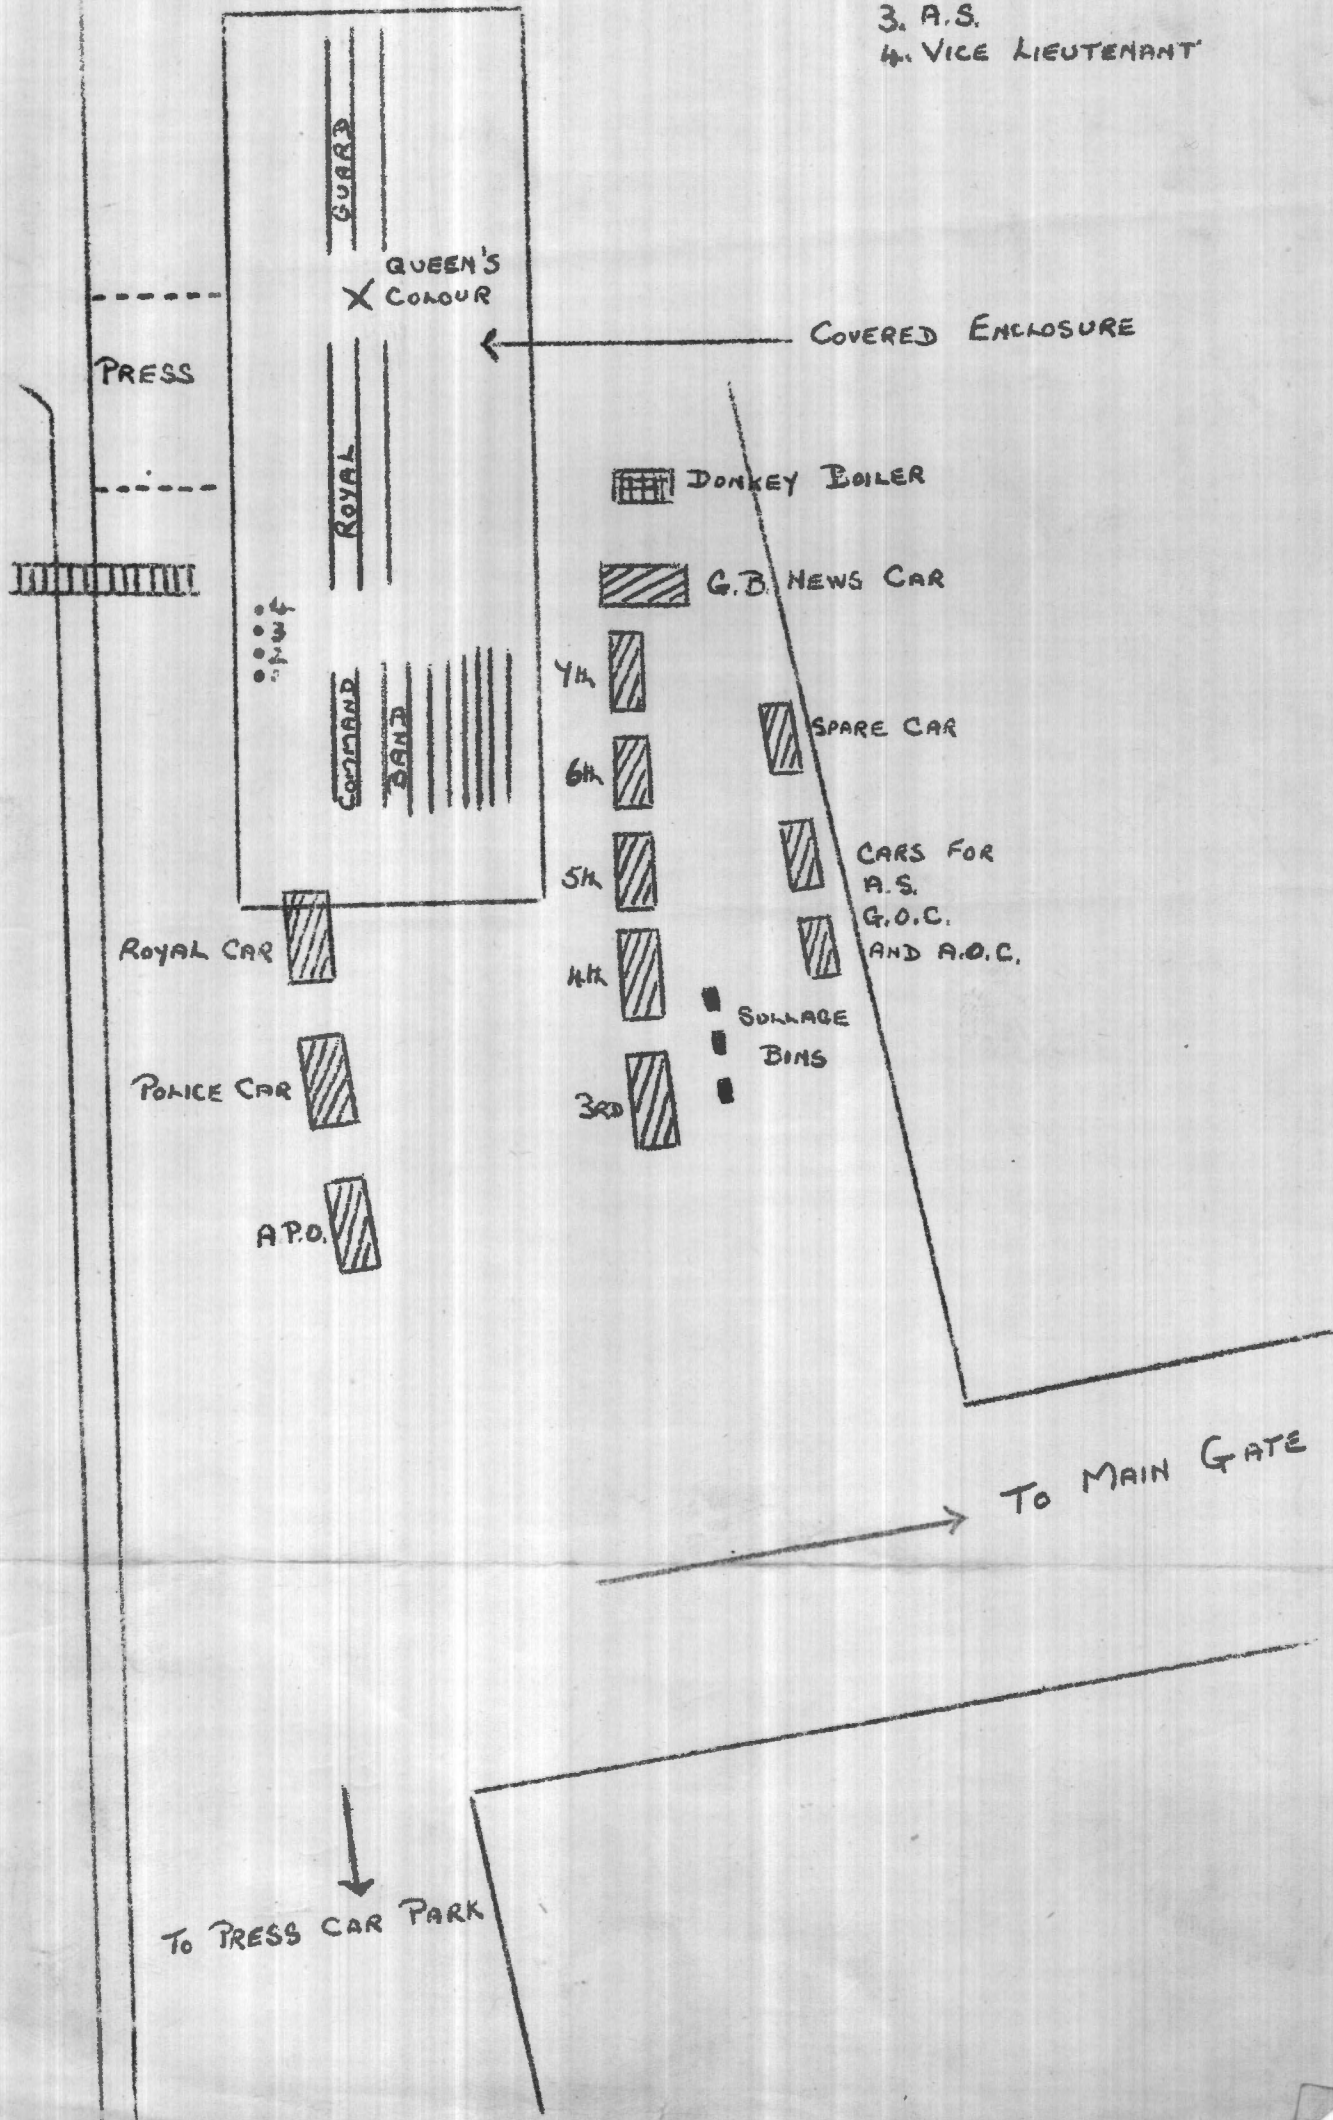 3. A.S.
4. VICE LIEUTENANT
GUARD
QUEEN'S
COLOUR
COVERED ENCLOSURE
PRESS
ROYAL
DONKEY BOILER
G.B. NEWS CAR
4
3
2
COMMAND
BAND
7th
SPARE CAR
6th
5th
CARS FOR
A.S.
G.O.C.
AND A.O.C.
ROYAL CAR
4th
SULLAGE
BINS
POLICE CAR
3RD
A.P.O.
TO MAIN GATE
TO PRESS CAR PARK